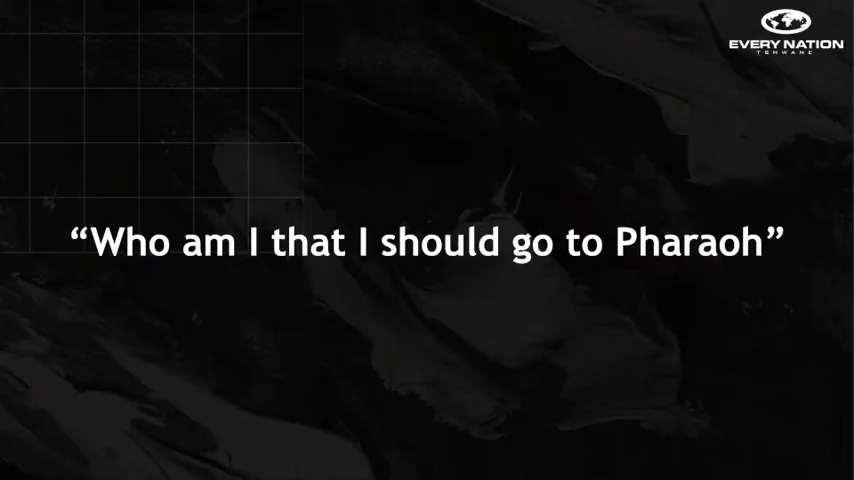 EVERY NATION
TSHWANE
“Who am I that I should go to Pharaoh”